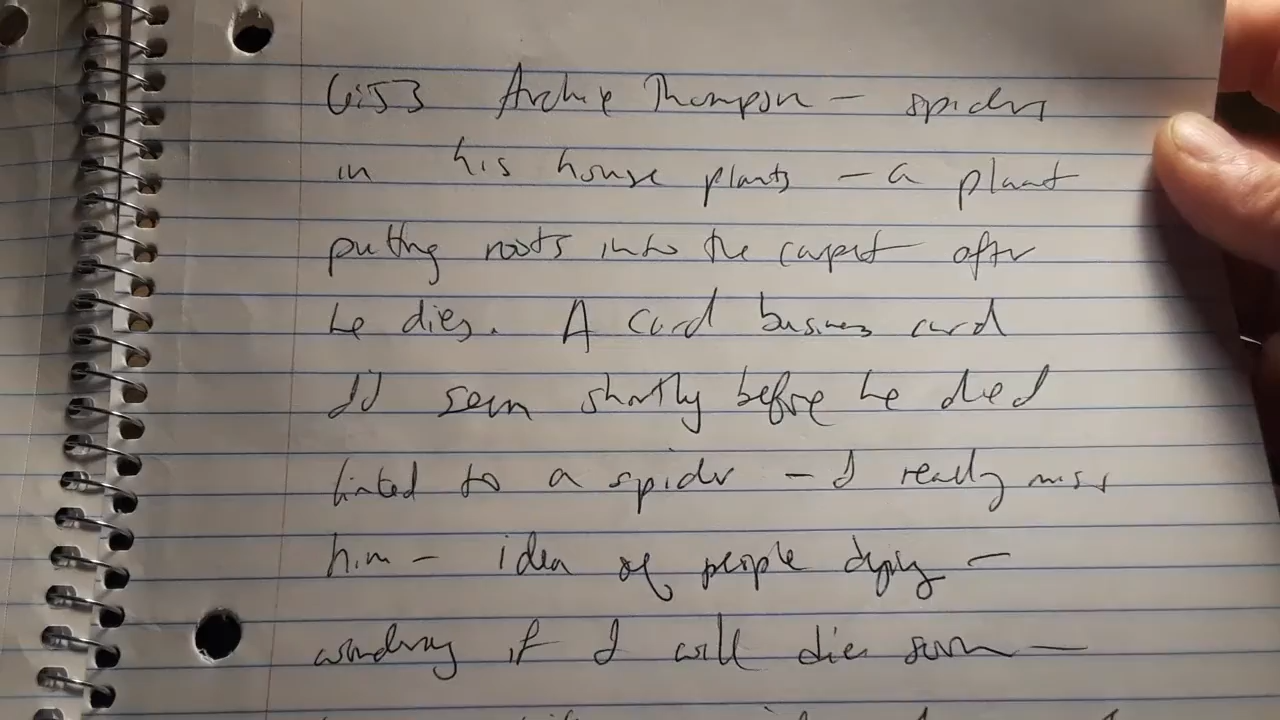 6:53 Archie Thompson – spiders
in his house plants – a plant
putting roots into the carpet after
he dies. A card business card
I'd seen shortly before he died
linked to a spider – I really miss
him – idea of people dying –
wondering if I will die soon –